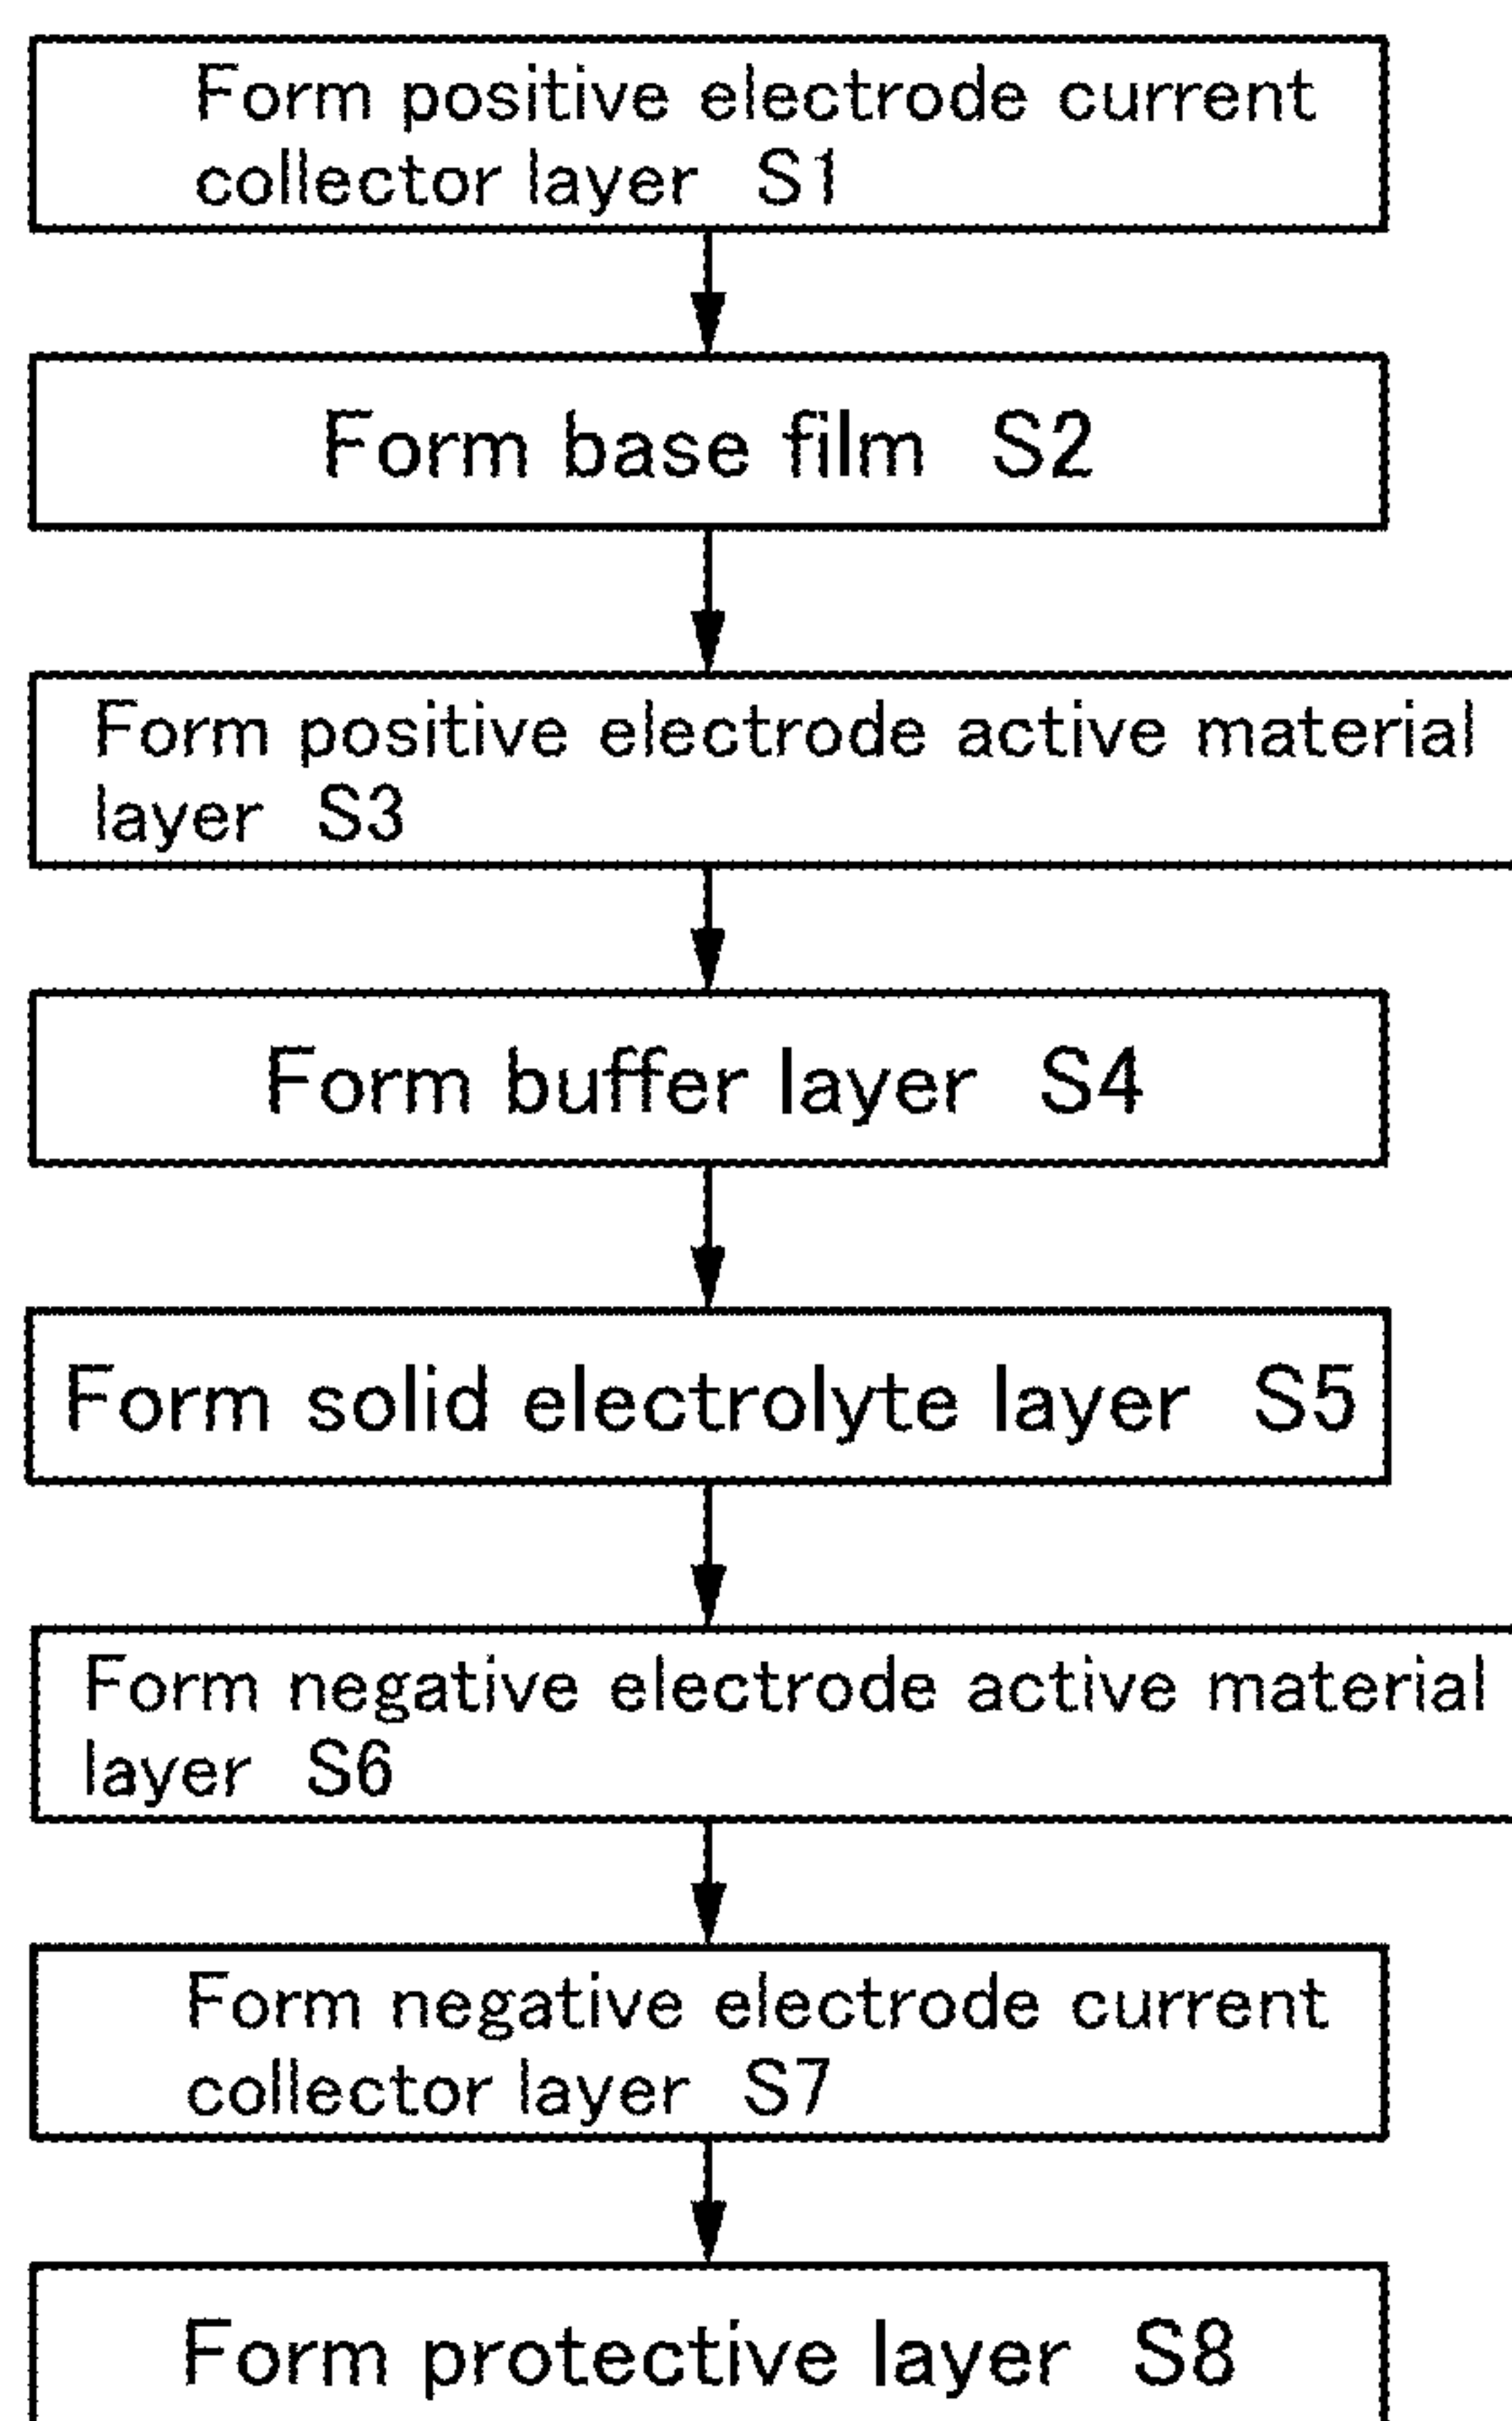 Form positive electrode current
collector layer S1
Form base film S2
Form positive electrode active material
layer S3
Form buffer layer S4
Form solid electrolyte layer S5
Form negative electrode active material
layer S6
Form negative electrode current
collector layer S7
Form protective layer S8